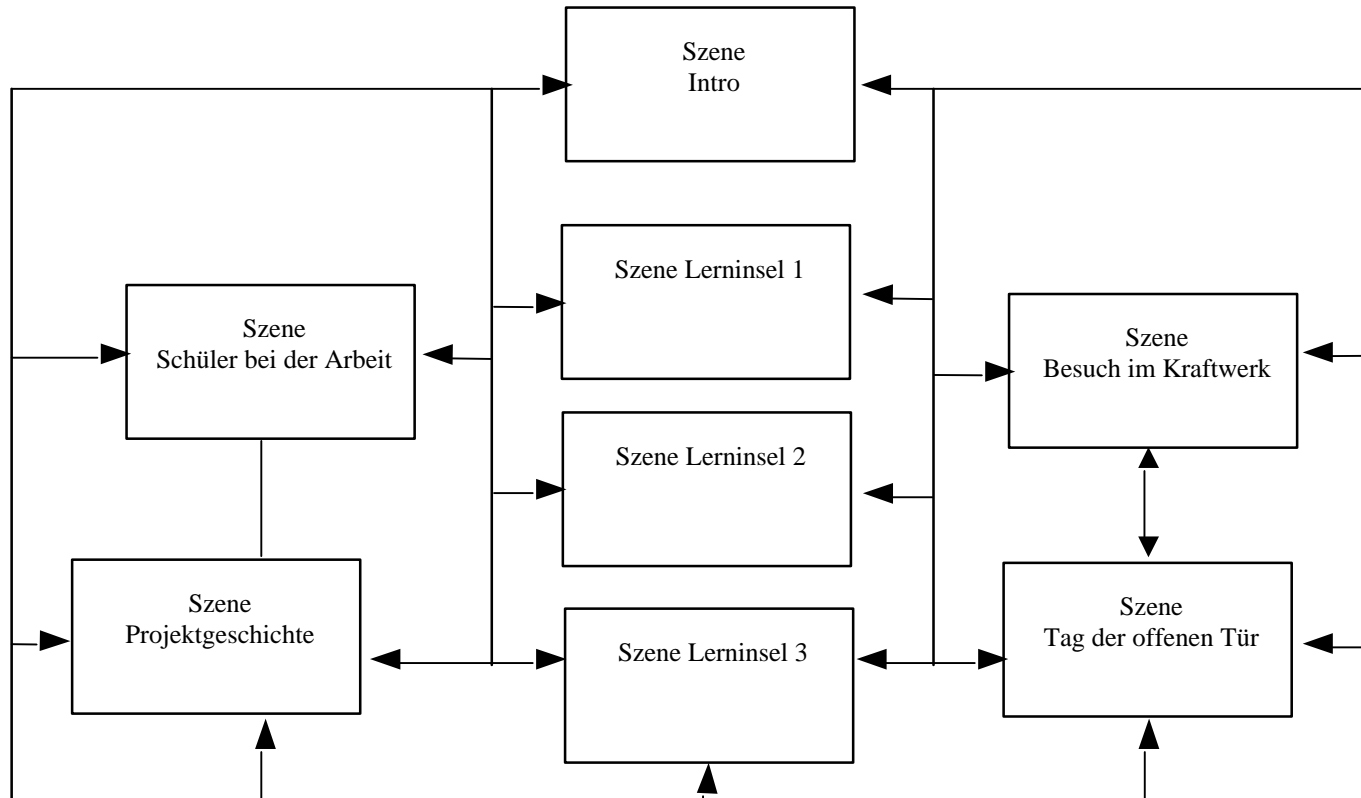 Szene
Intro
Szene Lerninsel 1
Szene
Schüler bei der Arbeit
Szene
Besuch im Kraftwerk
Szene Lerninsel 2
Szene
Projektgeschichte
Szene Lerninsel 3
Szene
Tag der offenen Tür